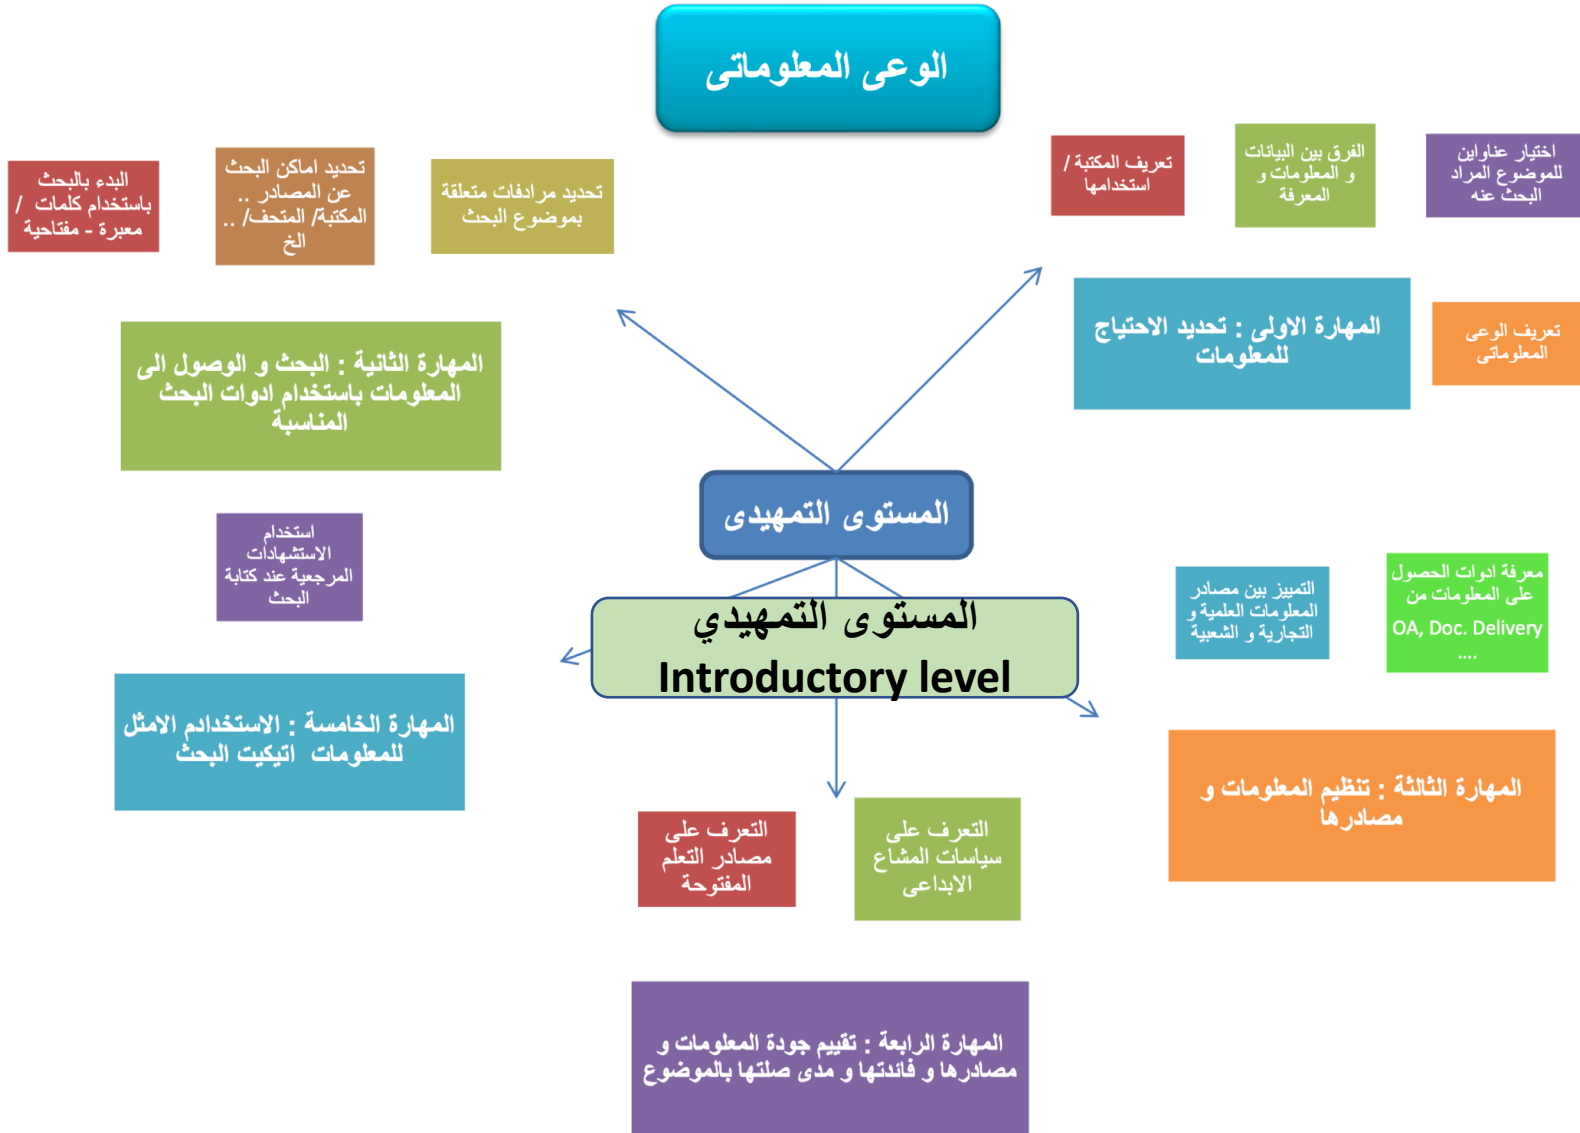 الوعى المعلوماتى
اختيار عناوين
للموضوع المراد
البحث عنه
الفرق بين البيانات
و المعلومات و
المعرفة
تعريف المكتبة /
استخدامها
المهارة الاولى : تحديد الاحتياج
للمعلومات
تعريف الوعى
المعلوماتى
تحديد مرادفات متعلقة
بموضوع البحث
تحديد اماكن البحث
عن المصادر ..
المكتبة/ المتحف/ ..
الخ
البدء بالبحث
باستخدام كلمات /
معبرة - مفتاحية
المهارة الثانية : البحث و الوصول الى
المعلومات باستخدام ادوات البحث
المناسبة
المستوى التمهيدى
المستوى التمهيدي
Introductory level
معرفة ادوات الحصول
على المعلومات من
OA, Doc. Delivery
....
التمييز بين مصادر
المعلومات العلمية و
التجارية و الشعبية
المهارة الثالثة : تنظيم المعلومات و
مصادرها
استخدام
الاستشهادات
المرجعية عند كتابة
البحث
المهارة الخامسة : الاستخدادم الامثل
للمعلومات اتيكيت البحث
التعرف على
سياسات المشاع
الابداعى
التعرف على
مصادر التعلم
المفتوحة
المهارة الرابعة : تقييم جودة المعلومات و
مصادرها و فائدتها و مدى صلتها بالموضوع